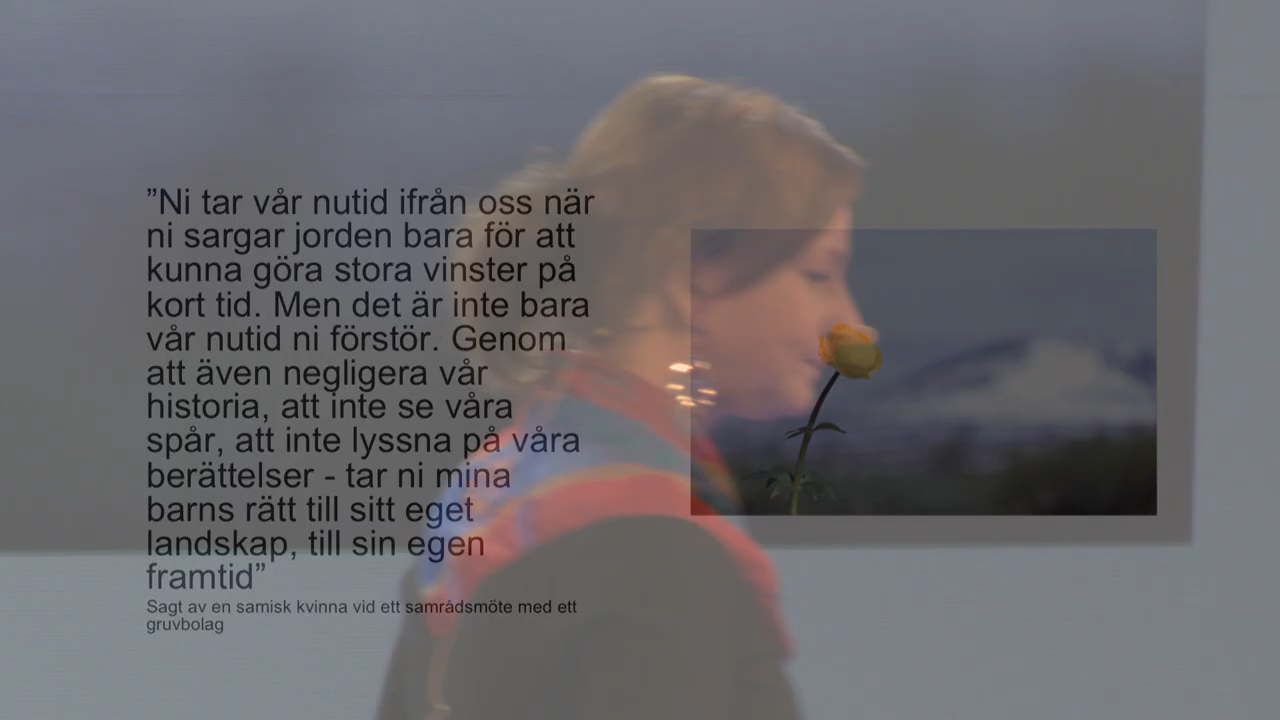 ”Ni tar vår nutid ifrån oss när
ni sargar jorden bara för att
kunna göra stora vinster på
kort tid. Men det är inte bara
vår nutid ni förstör. Genom
att även negligera vår
historia, att inte se våra
spår, att inte lyssna på våra
berättelser - tar ni mina
barns rätt till sitt eget
landskap, till sin egen
framtid”
Sagt av en samisk kvinna vid ett samrådsmöte med ett
gruvbolag